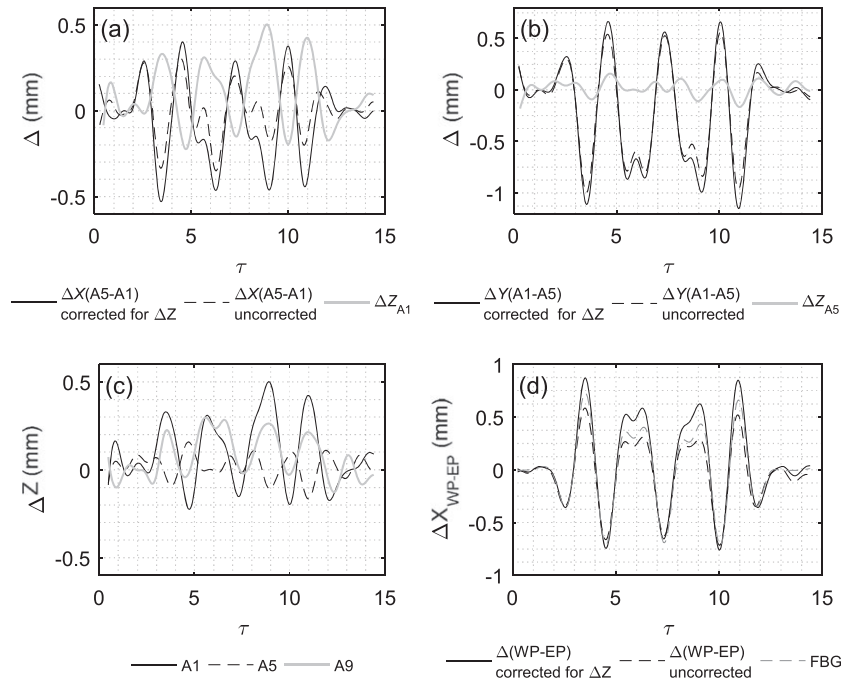 (a)
0.5
0
-0.5
Δ (mm)
0 5 10 15
τ
ΔX(A5-A1) corrected for ΔZ
ΔX(A5-A1) uncorrected
ΔZA1
(b)
0.5
0
-0.5
-1
Δ (mm)
0 5 10 15
τ
ΔY(A1-A5) corrected for ΔZ
ΔY(A1-A5) uncorrected
ΔZA5
(c)
0.5
0
-0.5
ΔZ (mm)
0 5 10 15
τ
A1 A5 A9
(d)
1
0.5
0
-0.5
-1
ΔXWP-EP (mm)
0 5 10 15
τ
Δ(WP-EP) corrected for ΔZ
Δ(WP-EP) uncorrected
FBG